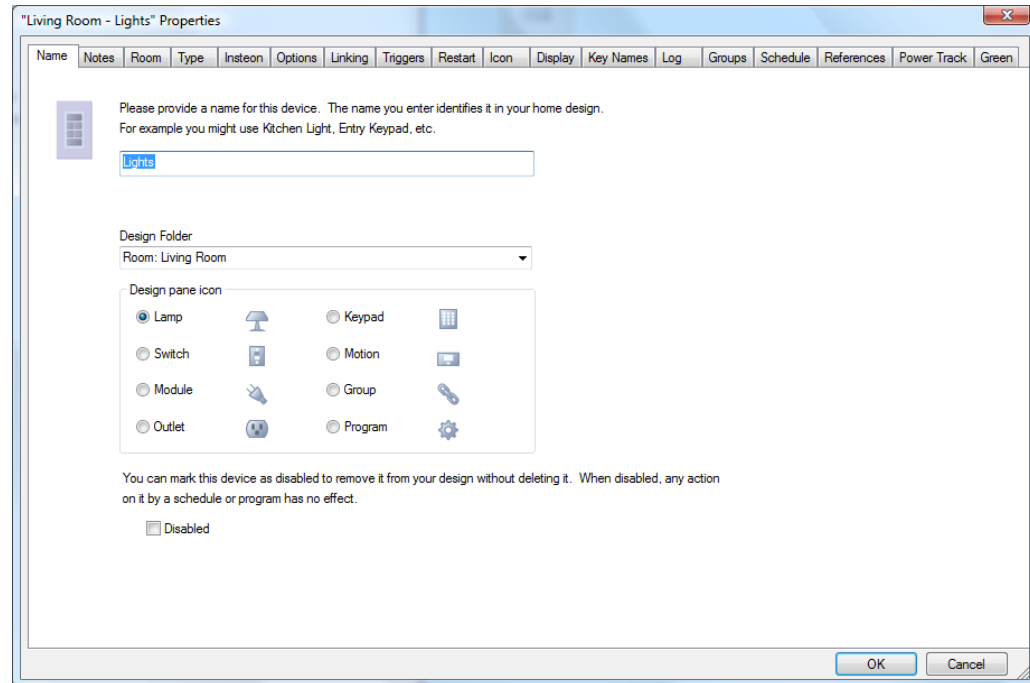 "Living Room - Lights" Properties
Name Notes Room Type Insteon Options Linking Triggers Restart Icon Display Key Names Log Groups Schedule References Power Track Green
Please provide a name for this device. The name you enter identifies it in your home design.
For example you might use Kitchen Light, Entry Keypad, etc.
Lights
Design Folder
Room: Living Room
Design pane icon
Lamp Keypad
Switch Motion
Module Group
Outlet Program
You can mark this device as disabled to remove it from your design without deleting it. When disabled, any action
on it by a schedule or program has no effect.
Disabled
OK Cancel